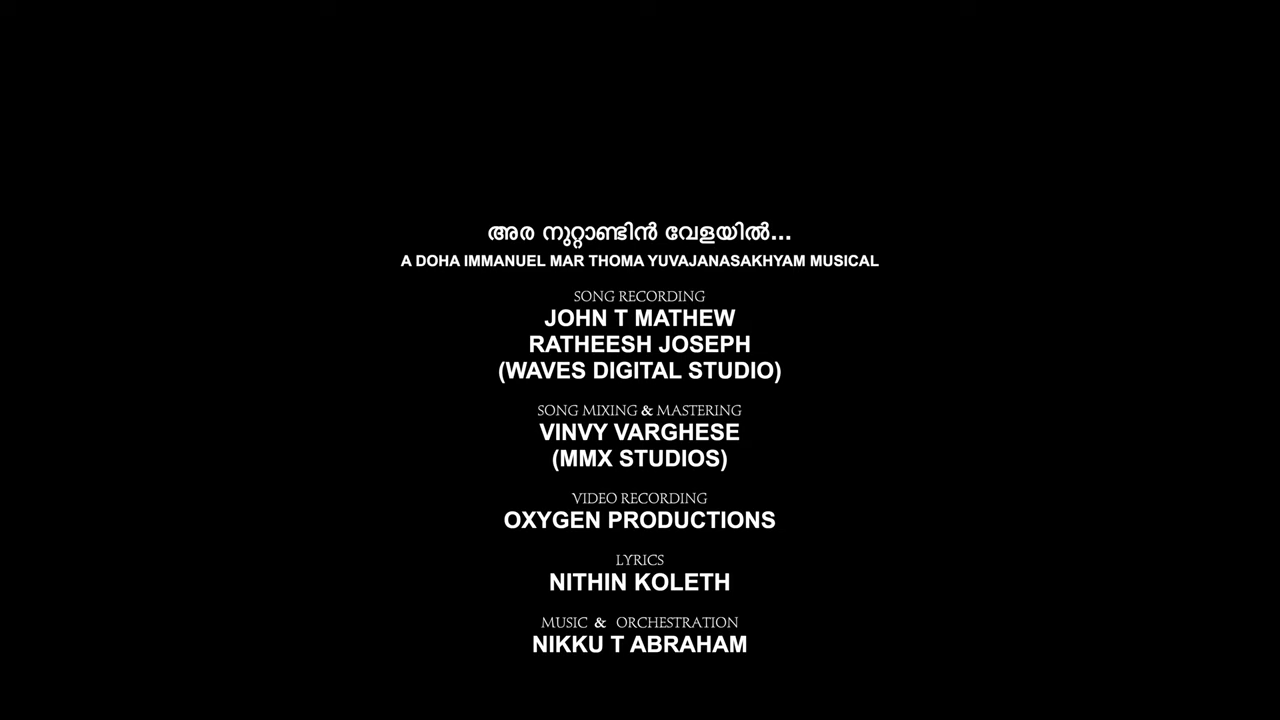 അര നുറ്റാണ്ടിൻ വേളയിൽ...
A DOHA IMMANUEL MAR THOMA YUVAJANASAKHYAM MUSICAL
SONG RECORDING
JOHN T MATHEW
RATHEESH JOSEPH
(WAVES DIGITAL STUDIO)
SONG MIXING & MASTERING
VINVY VARGHESE
(MMX STUDIOS)
VIDEO RECORDING
OXYGEN PRODUCTIONS
LYRICS
NITHIN KOLETH
MUSIC & ORCHESTRATION
NIKKU T ABRAHAM